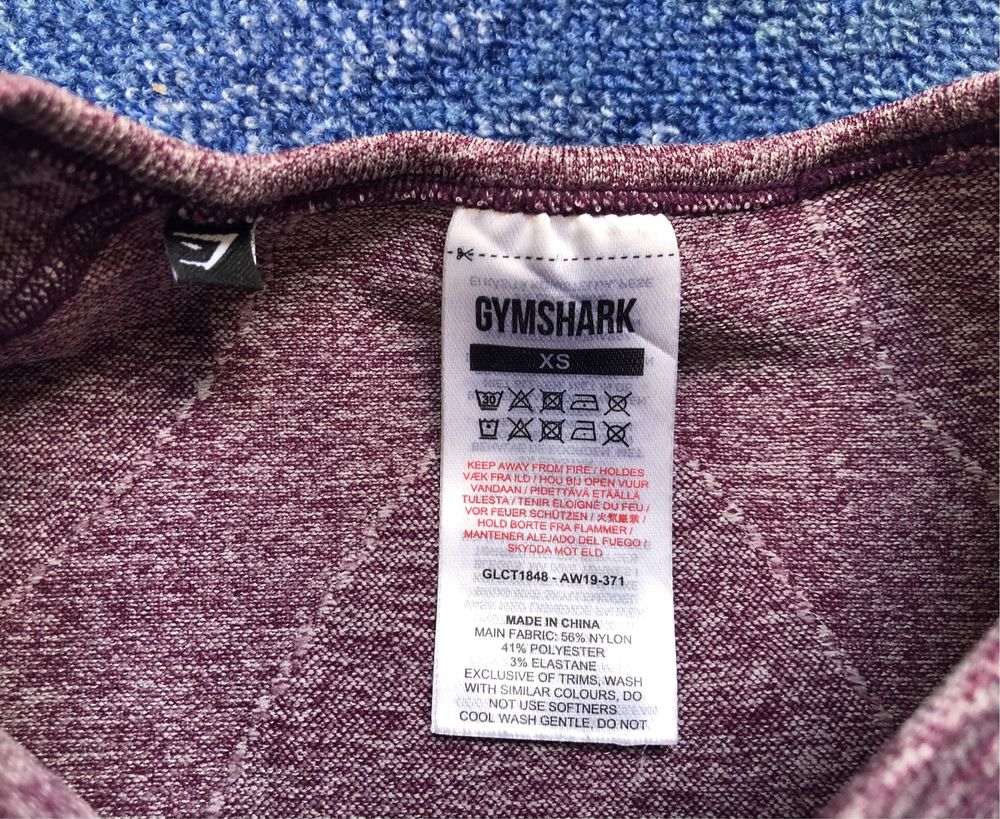 GYMSHARK
XS
30
KEEP AWAY FROM FIRE / HOLDES
VÆK FRA ILD / HOU BIJ OPEN VUUR
VANDAAN / PIDETTÄVÄ ETÄÄLLÄ
TULESTA / TENIR ÉLOIGNÉ DU FEU /
VOR FEUER SCHÜTZEN / 火気厳禁 /
HOLD BORTE FRA FLAMMER /
MANTENER ALEJADO DEL FUEGO /
SKYDDA MOT ELD
GLCT1848 - AW19-371
MADE IN CHINA
MAIN FABRIC: 56% NYLON
41% POLYESTER
3% ELASTANE
EXCLUSIVE OF TRIMS, WASH
WITH SIMILAR COLOURS, DO
NOT USE SOFTNERS
COOL WASH GENTLE, DO NOT